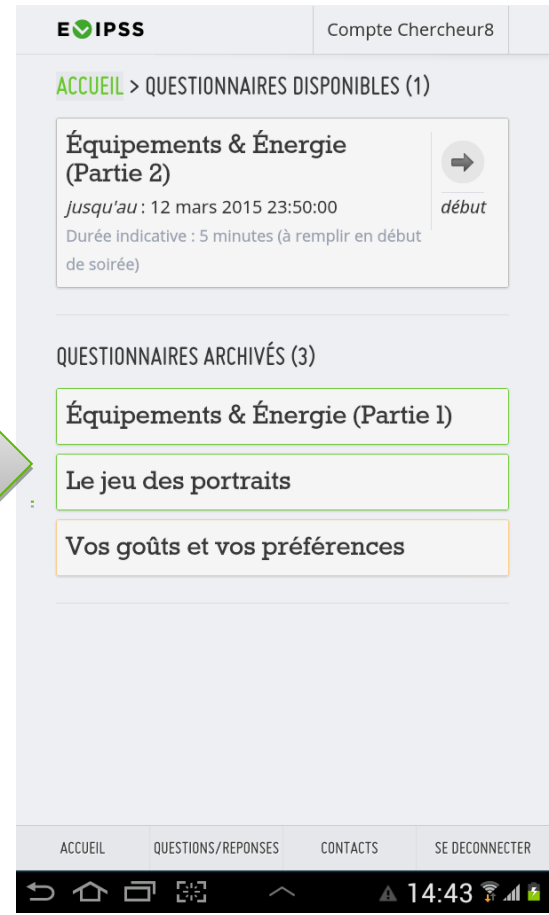 E IPSS
Compte Chercheur8
ACCUEIL > QUESTIONNAIRES DISPONIBLES (1)
Équipements & Énergie
(Partie 2)
jusqu'au : 12 mars 2015 23:50:00
Durée indicative : 5 minutes (à remplir en début
de soirée)
début
QUESTIONNAIRES ARCHIVÉS (3)
Équipements & Énergie (Partie 1)
Le jeu des portraits
:
Vos goûts et vos préférences
ACCUEIL
QUESTIONS/REPONSES
CONTACTS
SE DECONNECTER
14:43